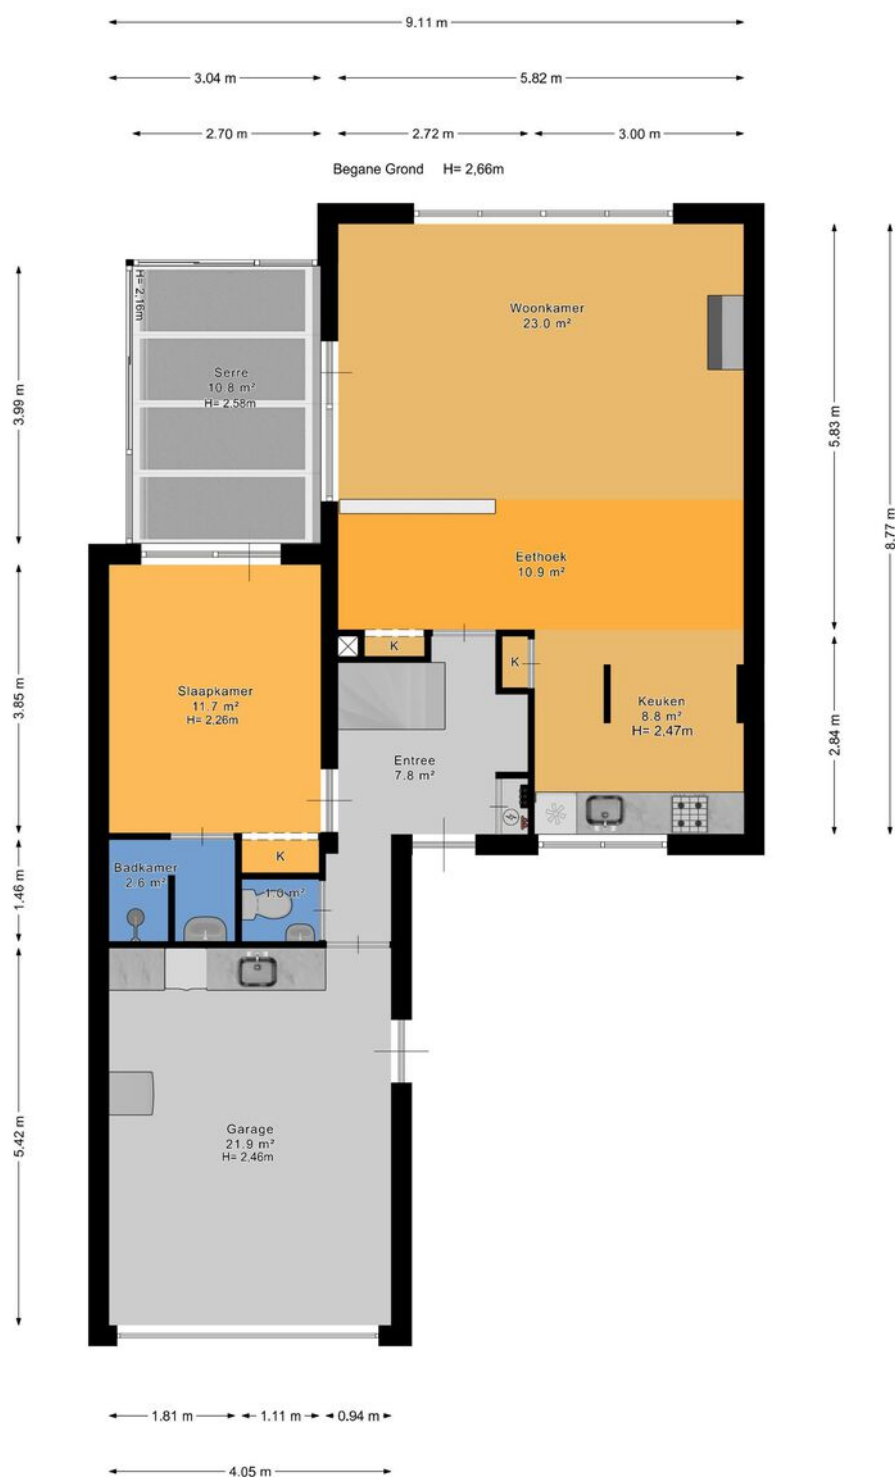 9.11 m
3.04 m
5.82 m
2.70 m
2.72 m
3.00 m
Begane Grond H= 2,66m
H= 2,16m
Woonkamer
23.0 m²
Serre
10.8 m²
H= 2,58m
3.99 m
5.83 m
8.77 m
Eethoek
10.9 m²
K
K
Slaapkamer
11.7 m²
H= 2,26m
3.85 m
Keuken
8.8 m²
H= 2,47m
2.84 m
Entree
7.8 m²
Badkamer
2.6 m²
K
1.0 m²
1.46 m
Garage
21.9 m²
H= 2,46m
5.42 m
1.81 m
1.11 m
0.94 m
4.05 m